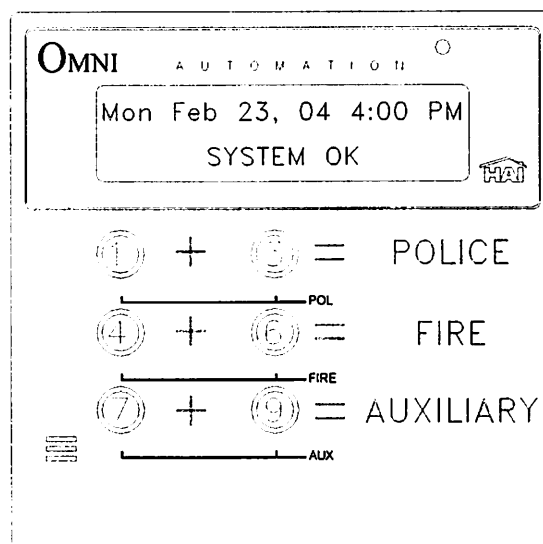 OMNI AUTOMATION
Mon Feb 23, 04 4:00 PM
SYSTEM OK
HAI
1 + 3 = POLICE
POL
4 + 6 = FIRE
FIRE
7 + 9 = AUXILIARY
AUX